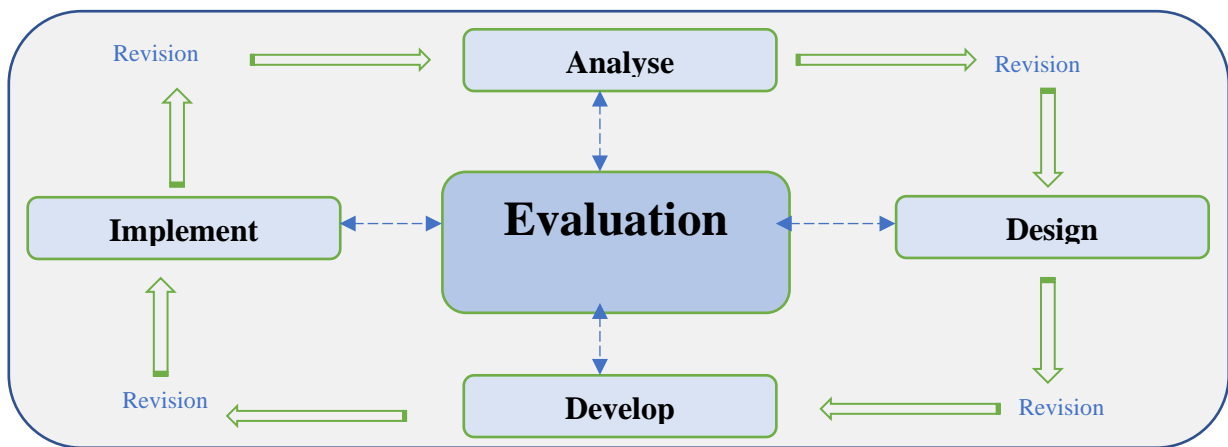 Revision
Analyse
Revision
Implement
Evaluation
Design
Revision
Develop
Revision